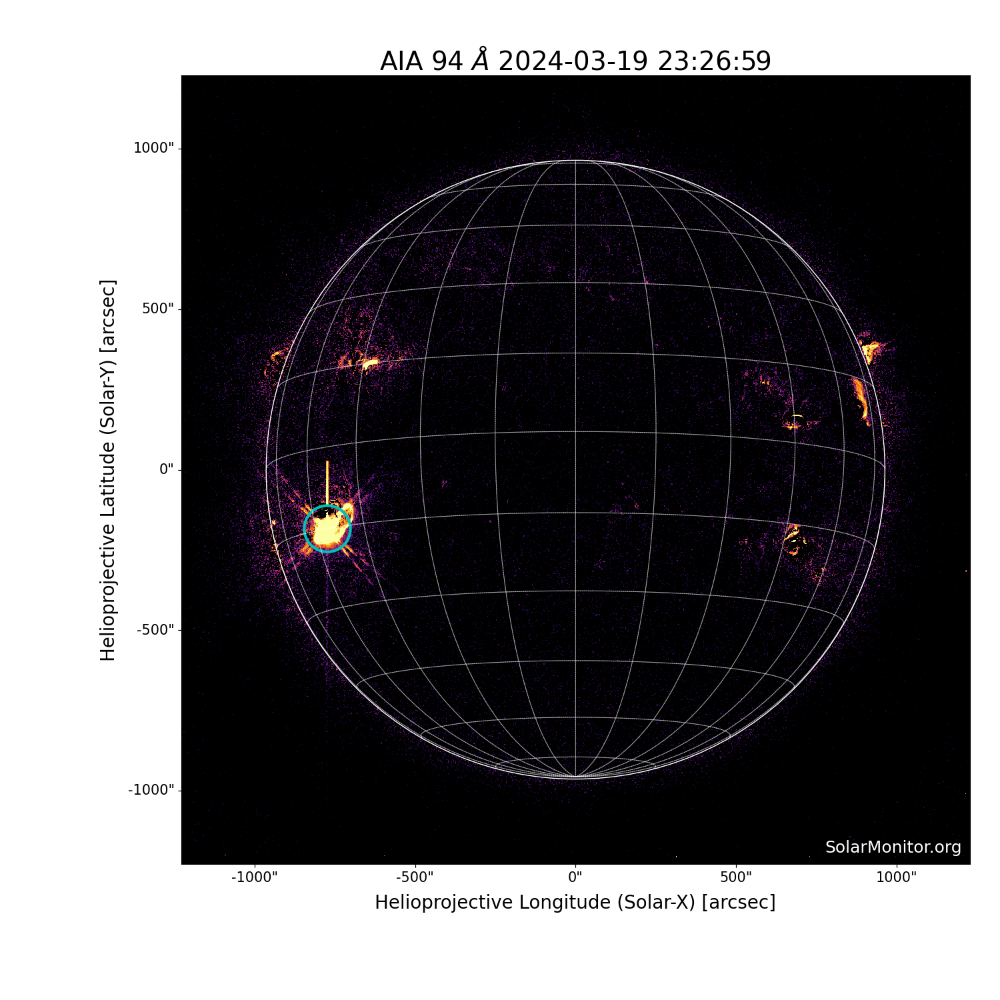 AIA 94 Å 2024-03-19 23:26:59
1000"
500"
0"
-500"
-1000"
Helioprojective Latitude (Solar-Y) [arcsec]
SolarMonitor.org
-1000" -500" 0" 500" 1000"
Helioprojective Longitude (Solar-X) [arcsec]